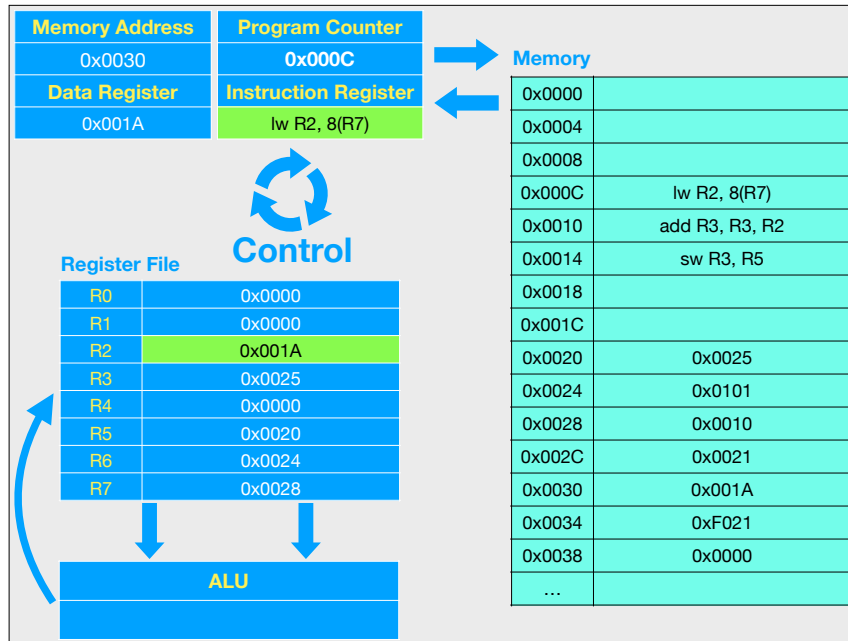 Memory Address Program Counter
0x0030 0x000C
Data Register Instruction Register
0x001A lw R2, 8(R7)
Control
Register File
R0 0x0000
R1 0x0000
R2 0x001A
R3 0x0025
R4 0x0000
R5 0x0020
R6 0x0024
R7 0x0028
ALU
Memory
0x0000
0x0004
0x0008
0x000C lw R2, 8(R7)
0x0010 add R3, R3, R2
0x0014 sw R3, R5
0x0018
0x001C
0x0020 0x0025
0x0024 0x0101
0x0028 0x0010
0x002C 0x0021
0x0030 0x001A
0x0034 0xF021
0x0038 0x0000
…